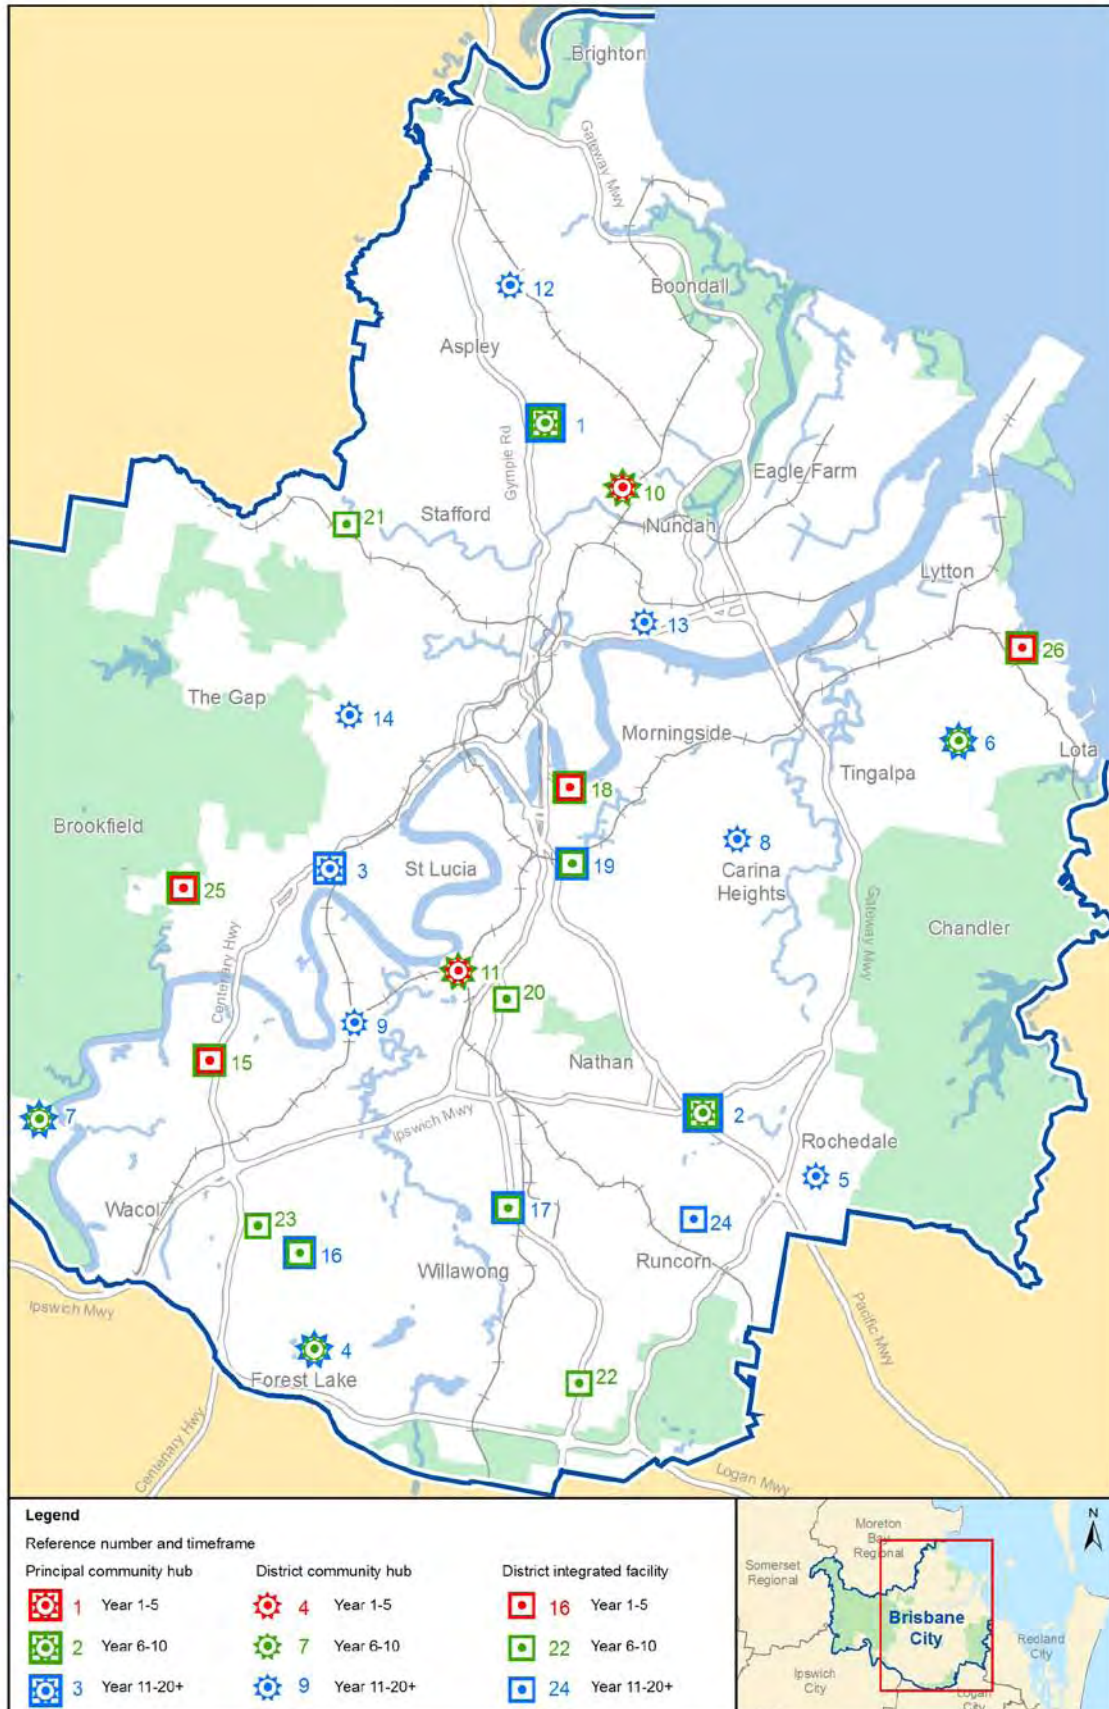 Brighton
Gateway Mwy
Boondall
12
Aspley
1
Gympie Rd
Eagle Farm
10
Stafford
21
Nundah
Lytton
13
26
The Gap
14
Morningside
6
Lota
Tingalpa
18
Brookfield
8
3
St Lucia
19
Carina
Heights
25
Gateway Mwy
Chandler
Centenary Hwy
11
20
9
15
Nathan
7
Ipswich Mwy
2
Rochedale
5
Wacol
23
17
24
16
Willawong
Runcorn
Ipswich Mwy
Pacific Mwy
4
Forest Lake
22
Centenary Hwy
Logan Mwy
Legend
Reference number and timeframe
Principal community hub
1 Year 1-5
2 Year 6-10
3 Year 11-20+
District community hub
4 Year 1-5
7 Year 6-10
9 Year 11-20+
District integrated facility
16 Year 1-5
22 Year 6-10
24 Year 11-20+
N
Moreton
Bay
Regional
Somerset
Regional
Brisbane
City
Redland
City
Ipswich
City
Logan
City